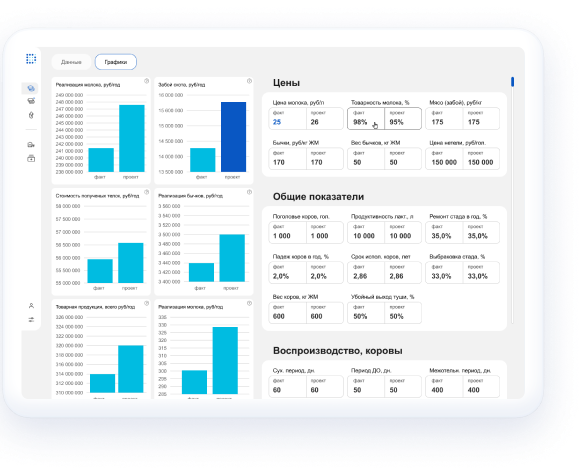 Данные
Графики
Реализация молока, руб/год
249 000 000
248 000 000
247 000 000
246 000 000
245 000 000
244 000 000
243 000 000
242 000 000
241 000 000
240 000 000
239 000 000
238 000 000
факт
проект
Забой скота, руб/год
16 000 000
15 500 000
15 000 000
14 500 000
14 000 000
13 500 000
факт
проект
Стоимость полученных телок, руб/год
58 000 000
57 500 000
57 000 000
56 500 000
56 000 000
55 500 000
55 000 000
факт
проект
Реализация бычков, руб/год
3 560 000
3 540 000
3 520 000
3 500 000
3 480 000
3 460 000
3 440 000
3 420 000
3 400 000
факт
проект
Товарная продукция, всего руб/год
326 000 000
324 000 000
322 000 000
320 000 000
318 000 000
316 000 000
314 000 000
312 000 000
310 000 000
Реализация молока, руб/год
335
330
325
320
315
310
305
300
295
290
285
Цены
Цена молока, руб/л
факт проект
25 26
Товарность молока, %
факт проект
98% 95%
Мясо (забой), руб/кг
факт проект
175 175
Бычки, руб/кг ЖМ
факт проект
170 170
Вес бычков, кг ЖМ
факт проект
50 50
Цена нетели, руб/гол.
факт проект
150 000 150 000
Общие показатели
Поголовье коров, гол.
факт проект
1 000 1 000
Продуктивность лакт., л
факт проект
10 000 10 000
Ремонт стада в год, %
факт проект
35,0% 35,0%
Падеж коров в год, %
факт проект
2,0% 2,0%
Срок испол. коров, лет
факт проект
2,86 2,86
Выбраковка стада, %
факт проект
33,0% 33,0%
Вес коров, кг ЖМ
факт проект
600 600
Убойный выход туши, %
факт проект
50% 50%
Воспроизводство, коровы
Сух. период, дн.
факт проект
60 60
Период ДО, дн.
факт проект
50 50
Межотельн. период, дн.
факт проект
400 400